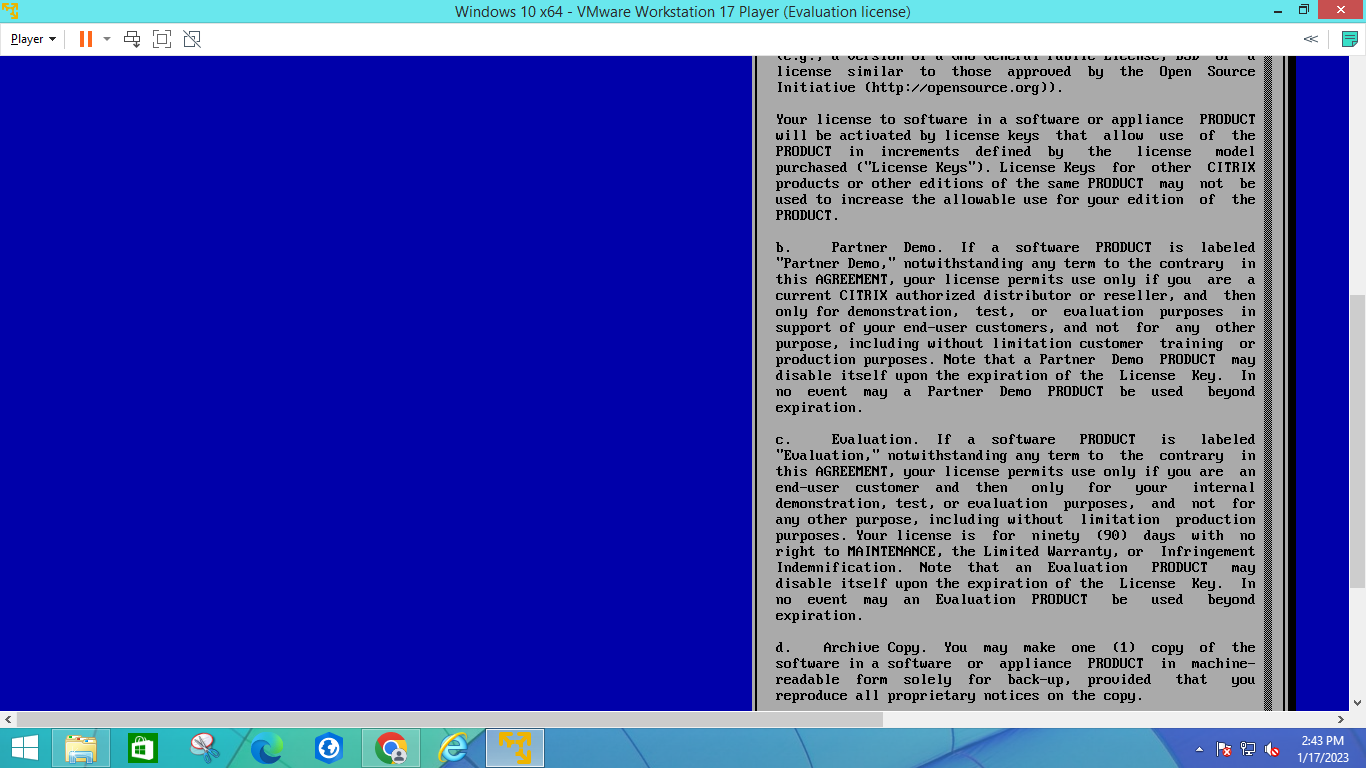 Windows 10 x64 - VMware Workstation 17 Player (Evaluation license)
Player
(e.g., a version of a GNU General Public License, BSD or a
license similar to those approved by the Open Source
Initiative (http://opensource.org)).
Your license to software in a software or appliance PRODUCT
will be activated by license keys that allow use of the
PRODUCT in increments defined by the license model
purchased ("License Keys"). License Keys for other CITRIX
products or other editions of the same PRODUCT may not be
used to increase the allowable use for your edition of the
PRODUCT.
b. Partner Demo. If a software PRODUCT is labeled
"Partner Demo," notwithstanding any term to the contrary in
this AGREEMENT, your license permits use only if you are a
current CITRIX authorized distributor or reseller, and then
only for demonstration, test, or evaluation purposes in
support of your end-user customers, and not for any other
purpose, including without limitation customer training or
production purposes. Note that a Partner Demo PRODUCT may
disable itself upon the expiration of the License Key. In
no event may a Partner Demo PRODUCT be used beyond
expiration.
c. Evaluation. If a software PRODUCT is labeled
"Evaluation," notwithstanding any term to the contrary in
this AGREEMENT, your license permits use only if you are an
end-user customer and then only for your internal
demonstration, test, or evaluation purposes, and not for
any other purpose, including without limitation production
purposes. Your license is for ninety (90) days with no
right to MAINTENANCE, the Limited Warranty, or Infringement
Indemnification. Note that an Evaluation PRODUCT may
disable itself upon the expiration of the License Key. In
no event may an Evaluation PRODUCT be used beyond
expiration.
d. Archive Copy. You may make one (1) copy of the
software in a software or appliance PRODUCT in machine-
readable form solely for back-up, provided that you
reproduce all proprietary notices on the copy.
2:43 PM
1/17/2023